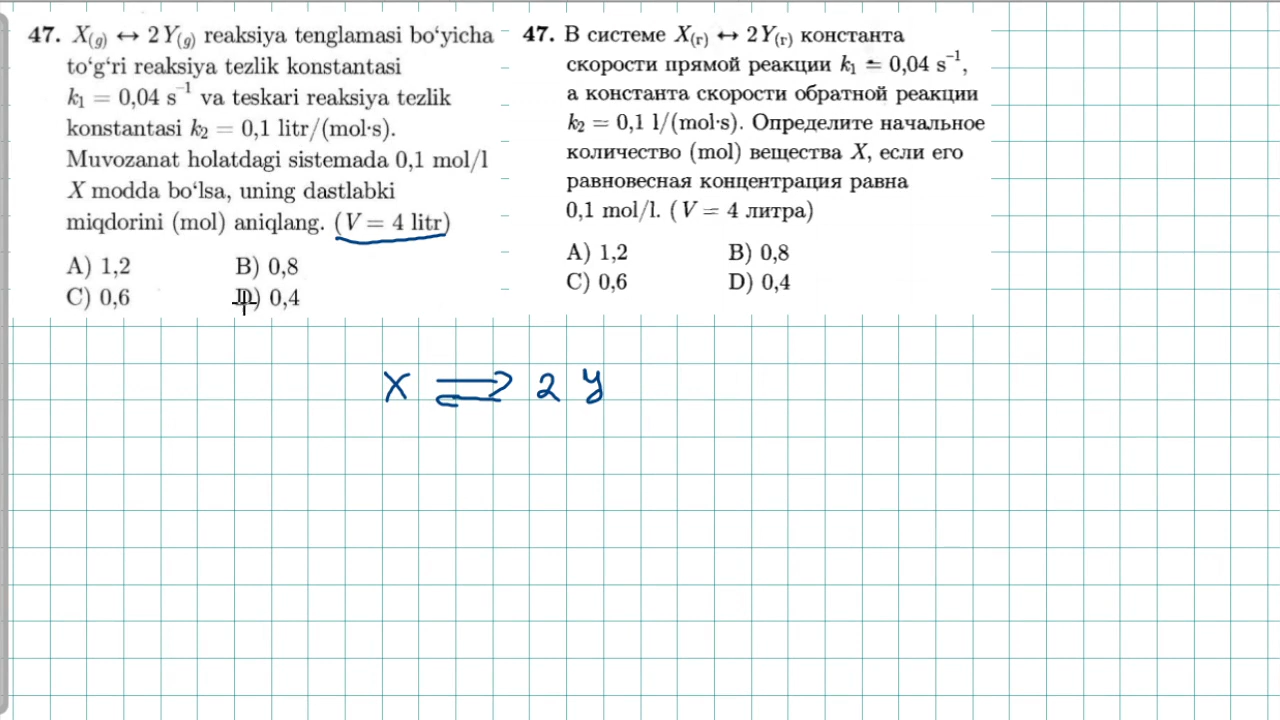 47. X(g) ↔ 2Y(g) reaksiya tenglamasi bo‘yicha
to‘g‘ri reaksiya tezlik konstantasi
k₁ = 0,04 s⁻¹ va teskari reaksiya tezlik
konstantasi k₂ = 0,1 litr/(mol·s).
Muvozanat holatdagi sistemada 0,1 mol/l
X modda bo‘lsa, uning dastlabki
miqdorini (mol) aniqlang. (V = 4 litr)
A) 1,2 B) 0,8
C) 0,6 D) 0,4
47. В системе X(г) ↔ 2Y(г) константа
скорости прямой реакции k₁ = 0,04 s⁻¹,
а константа скорости обратной реакции
k₂ = 0,1 l/(mol·s). Определите начальное
количество (mol) вещества X, если его
равновесная концентрация равна
0,1 mol/l. (V = 4 литра)
A) 1,2 B) 0,8
C) 0,6 D) 0,4
X ⇌ 2 y